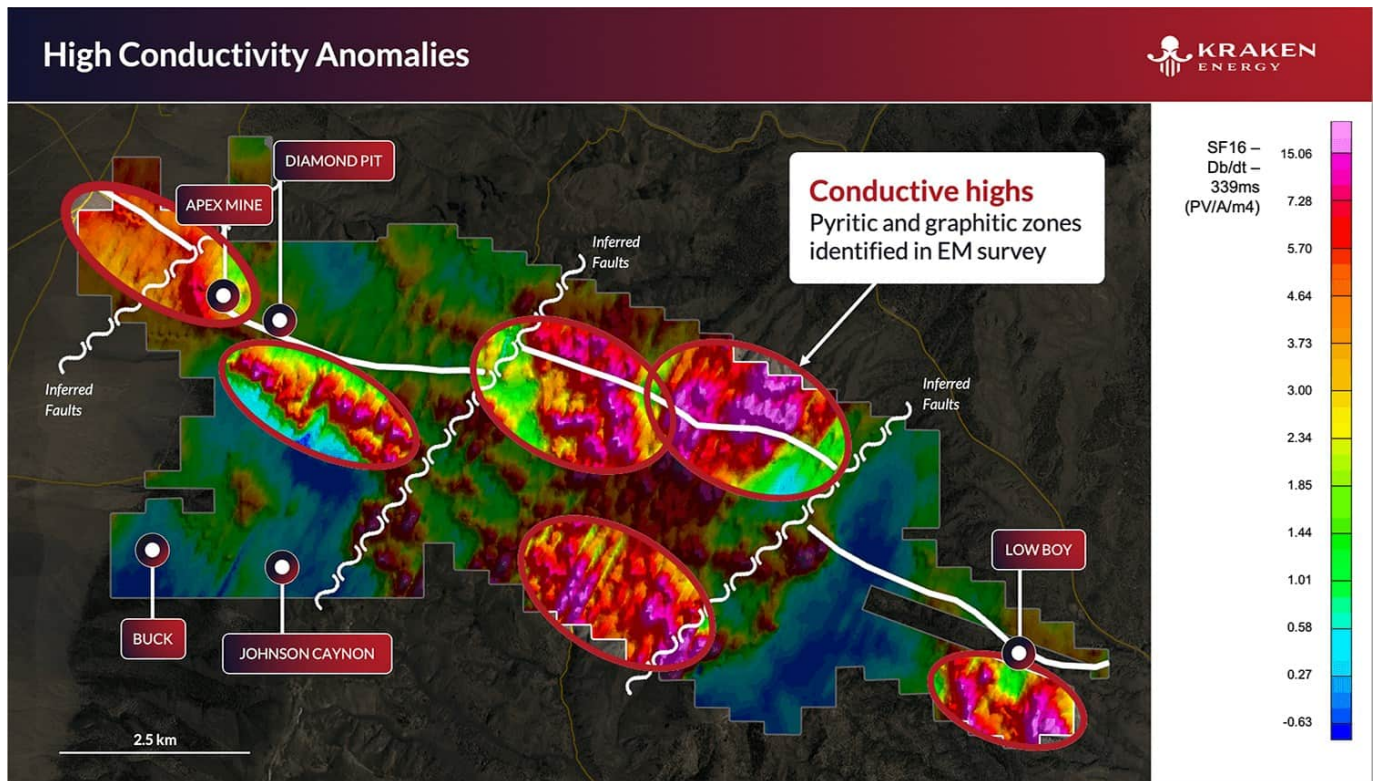 High Conductivity Anomalies
KRAKEN
ENERGY
DIAMOND PIT
APEX MINE
Inferred
Faults
Conductive highs
Pyritic and graphitic zones
identified in EM survey
Inferred
Faults
Inferred
Faults
LOW BOY
BUCK
JOHNSON CAYNON
2.5 km
SF16 –
Db/dt –
339ms
(PV/A/m4)
15.06
7.28
5.70
4.64
3.73
3.00
2.34
1.85
1.44
1.01
0.58
0.27
-0.63